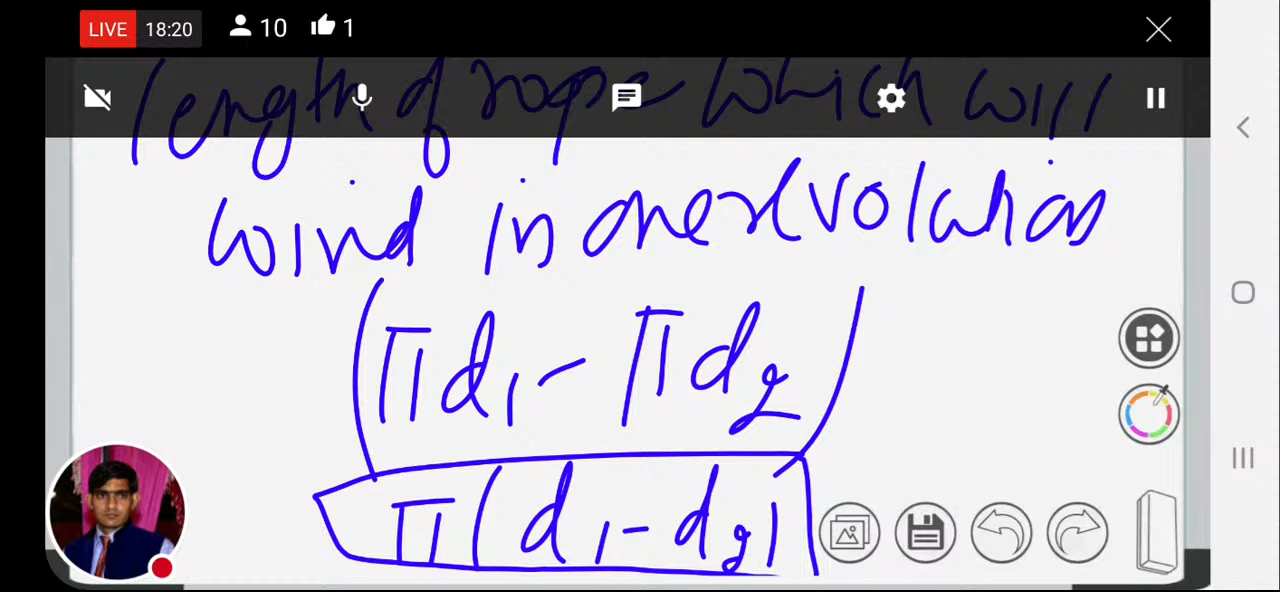 LIVE 18:20 10 1
length of rope which will
wind in one revolution
(πd₁ - πd₂)
π(d₁ - d₂)